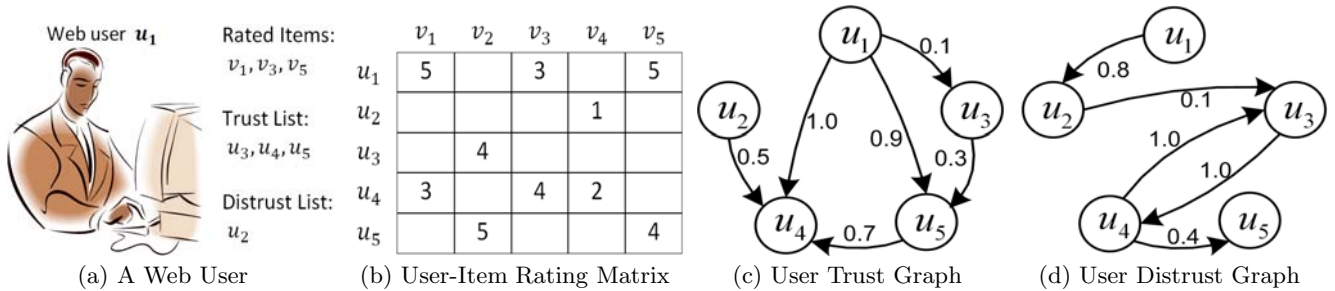 Web user u₁
Rated Items:
v₁, v₃, v₅
Trust List:
u₃, u₄, u₅
Distrust List:
u₂
(a) A Web User
v₁ v₂ v₃ v₄ v₅
u₁ 5 3 5
u₂ 1
u₃ 4
u₄ 3 4 2
u₅ 5 4
(b) User-Item Rating Matrix
u₁
0.1
u₂
u₃
1.0
0.9
0.5
0.3
u₄
u₅
0.7
(c) User Trust Graph
u₁
0.8
u₂
0.1
u₃
1.0
1.0
u₄
u₅
0.4
(d) User Distrust Graph